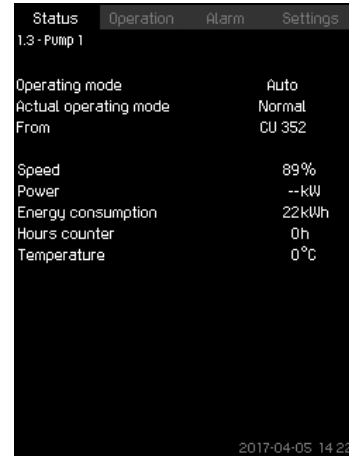 Status Operation Alarm Settings
1.3 - Pump 1
Operating mode Auto
Actual operating mode Normal
From CU 352
Speed 89%
Power --kW
Energy consumption 22kWh
Hours counter 0h
Temperature 0°C
2017-04-05 14:22